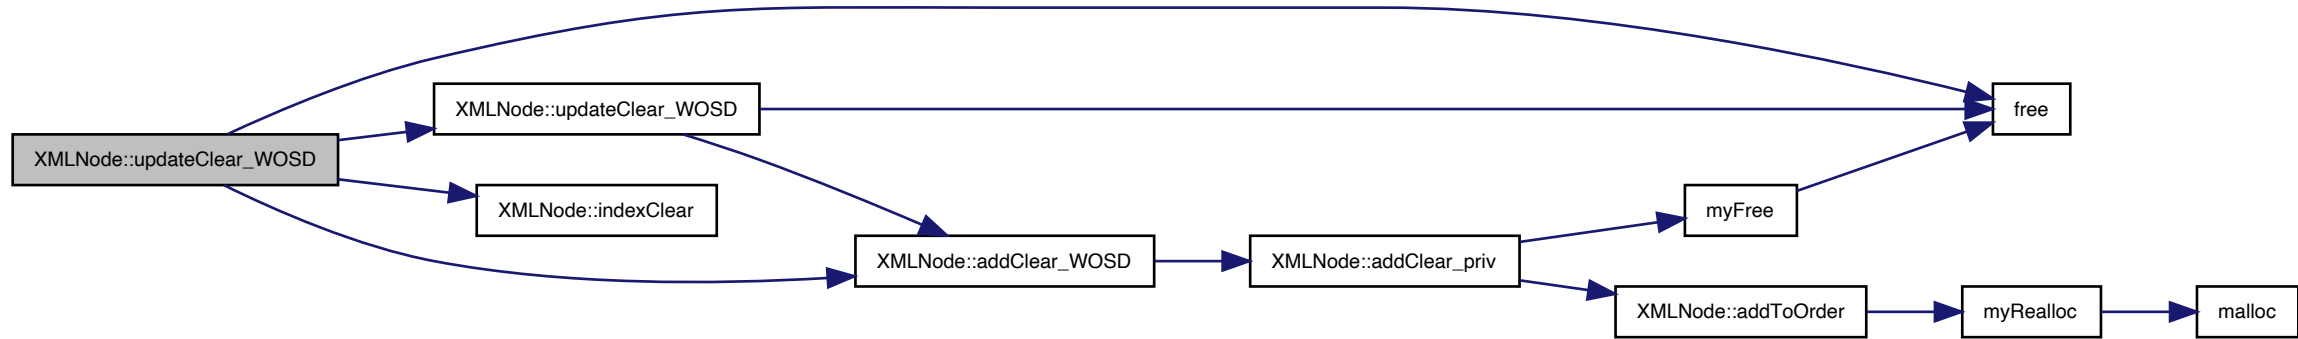 XMLNode::updateClear_WOSD
XMLNode::updateClear_WOSD
XMLNode::indexClear
XMLNode::addClear_WOSD
XMLNode::addClear_priv
myFree
free
XMLNode::addToOrder
myRealloc
malloc